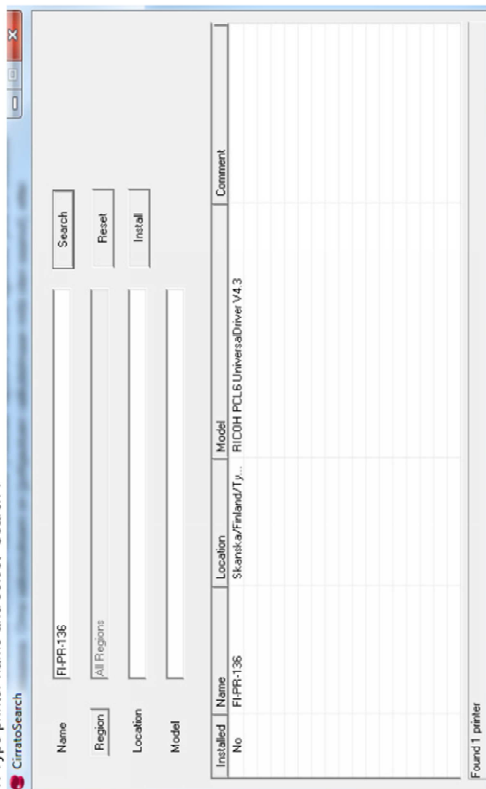 CirratoSearch
Name FI-PR-136 Search
Region All Regions Reset
Location Install
Model
Installed Name Location Model Comment
No FI-PR-136 Skanska/Finland/Ty... RICOH PCL6 UniversalDriver V4.3
Found 1 printer